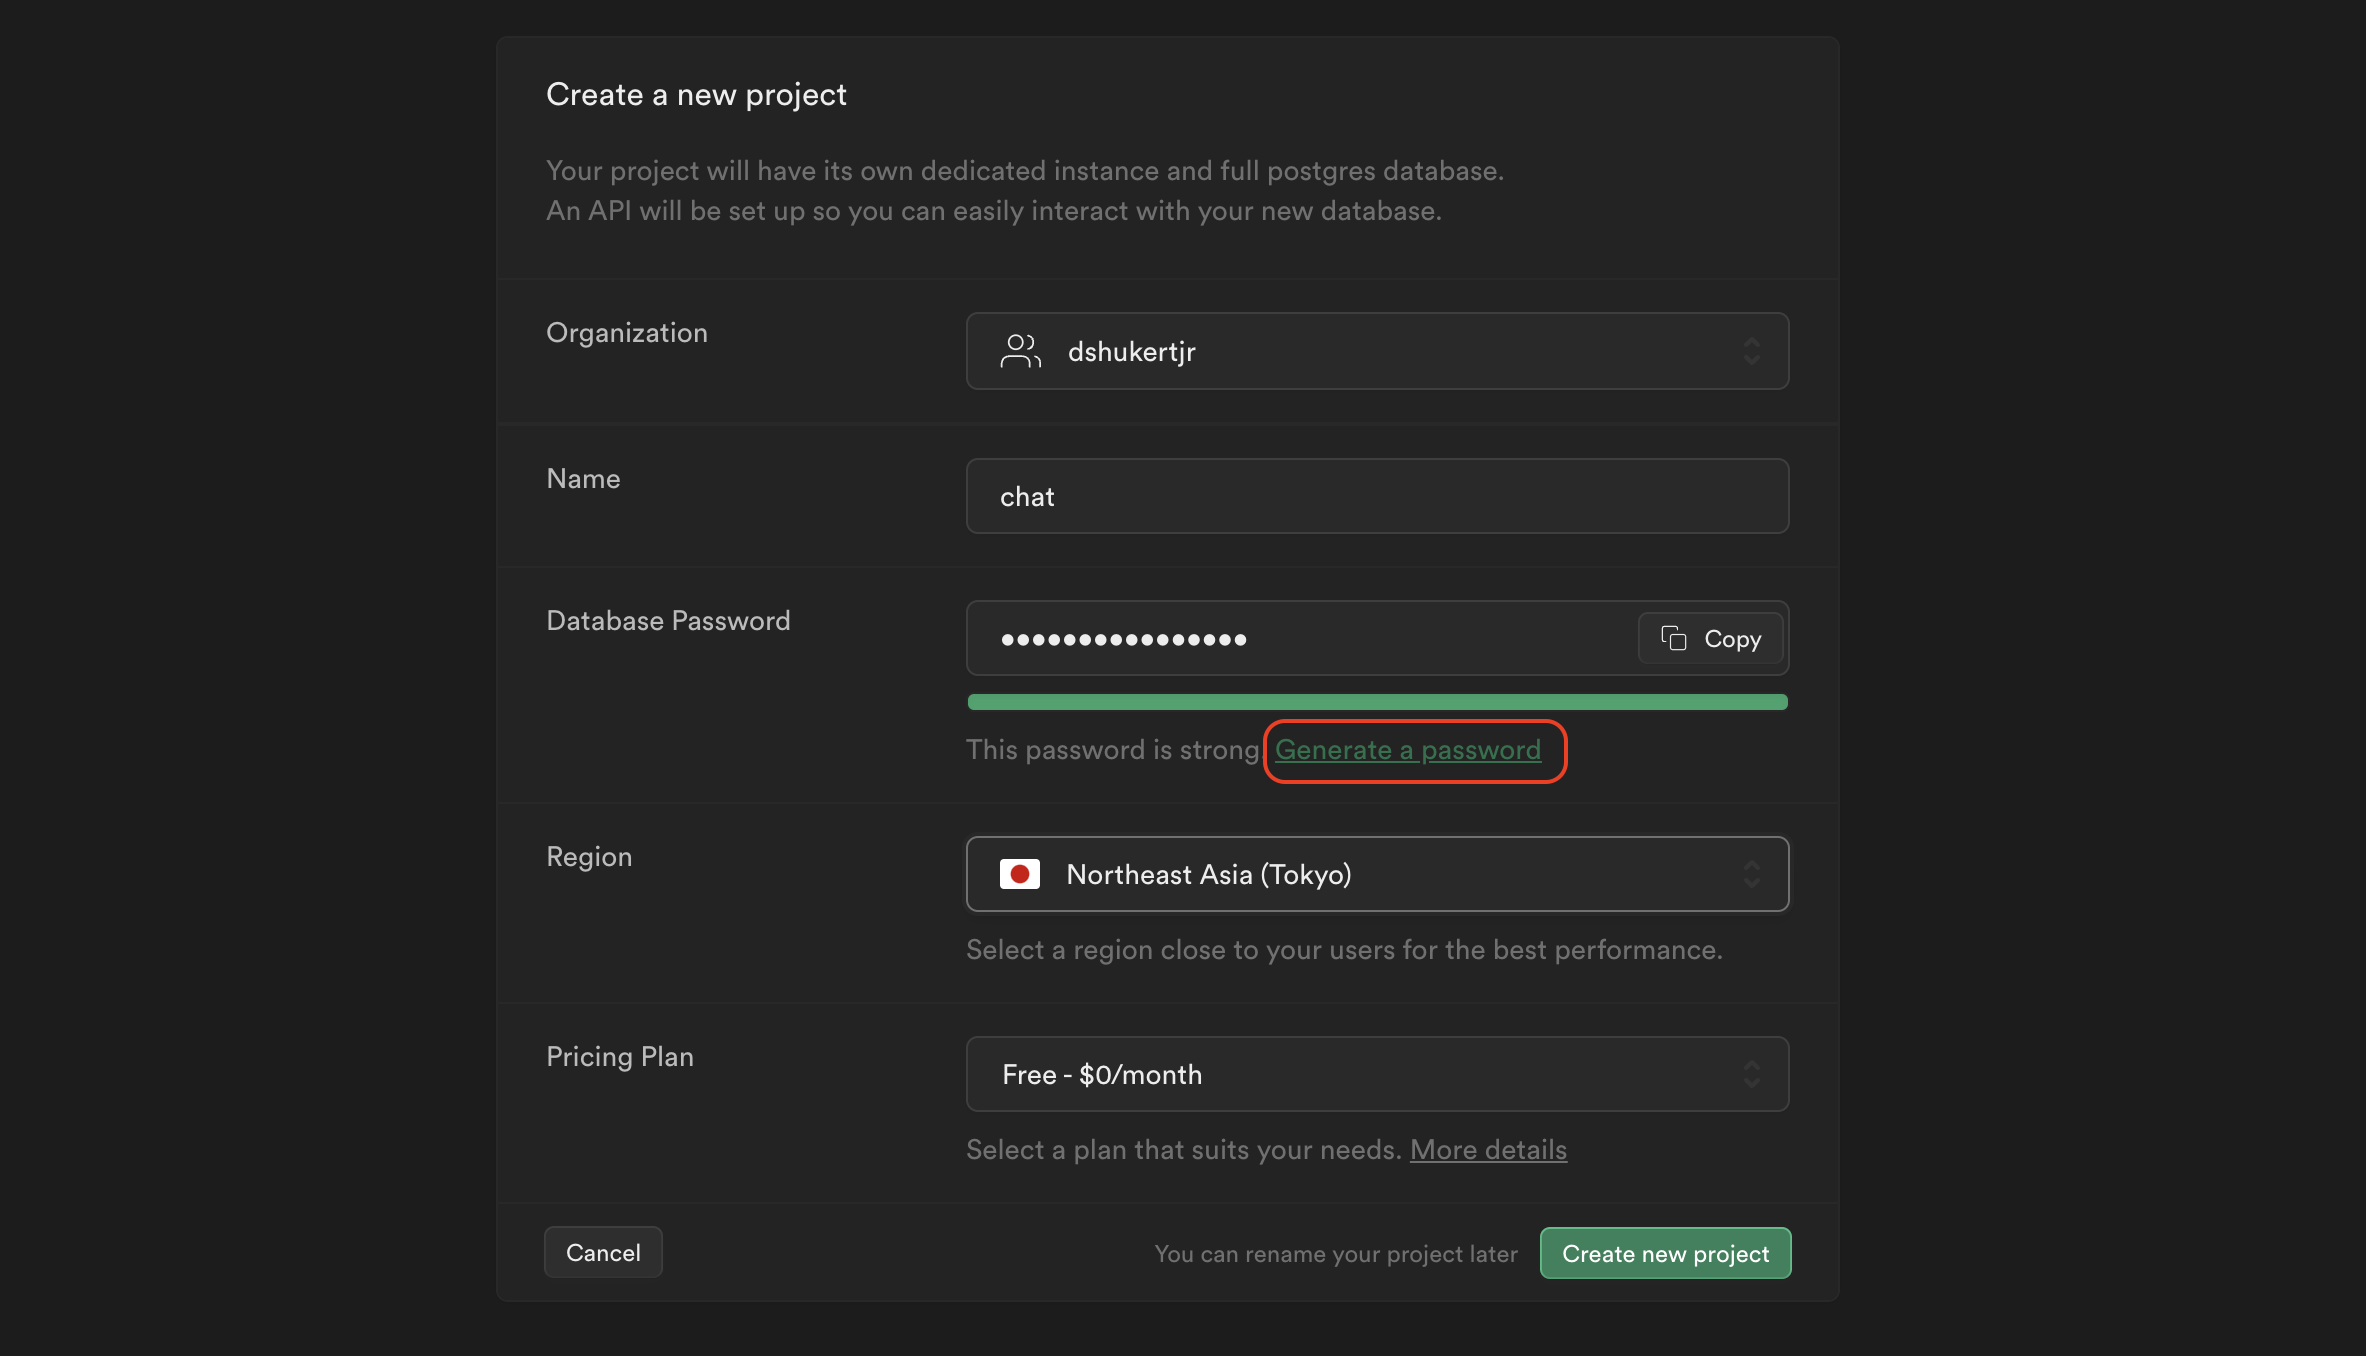 Create a new project
Your project will have its own dedicated instance and full postgres database.
An API will be set up so you can easily interact with your new database.
Organization
dshukertjr
Name
chat
Database Password
••••••••••••••••
Copy
This password is strong. Generate a password
Region
Northeast Asia (Tokyo)
Select a region close to your users for the best performance.
Pricing Plan
Free - $0/month
Select a plan that suits your needs. More details
Cancel
You can rename your project later
Create new project